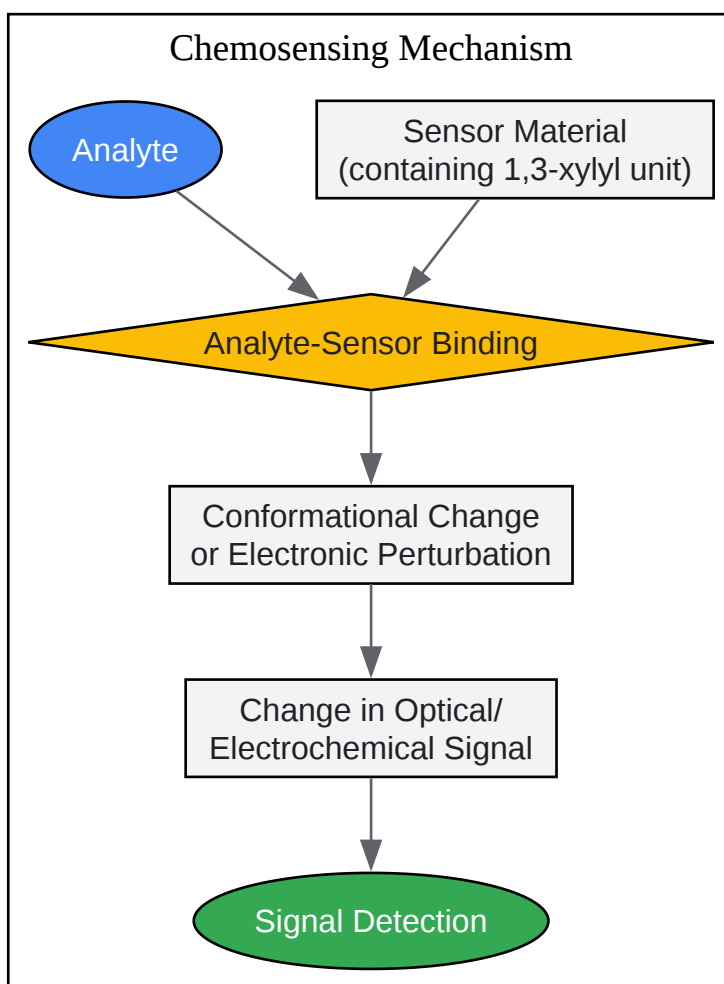 Chemosensing Mechanism
Analyte
Sensor Material
(containing 1,3-xylyl unit)
Analyte-Sensor Binding
Conformational Change
or Electronic Perturbation
Change in Optical/
Electrochemical Signal
Signal Detection